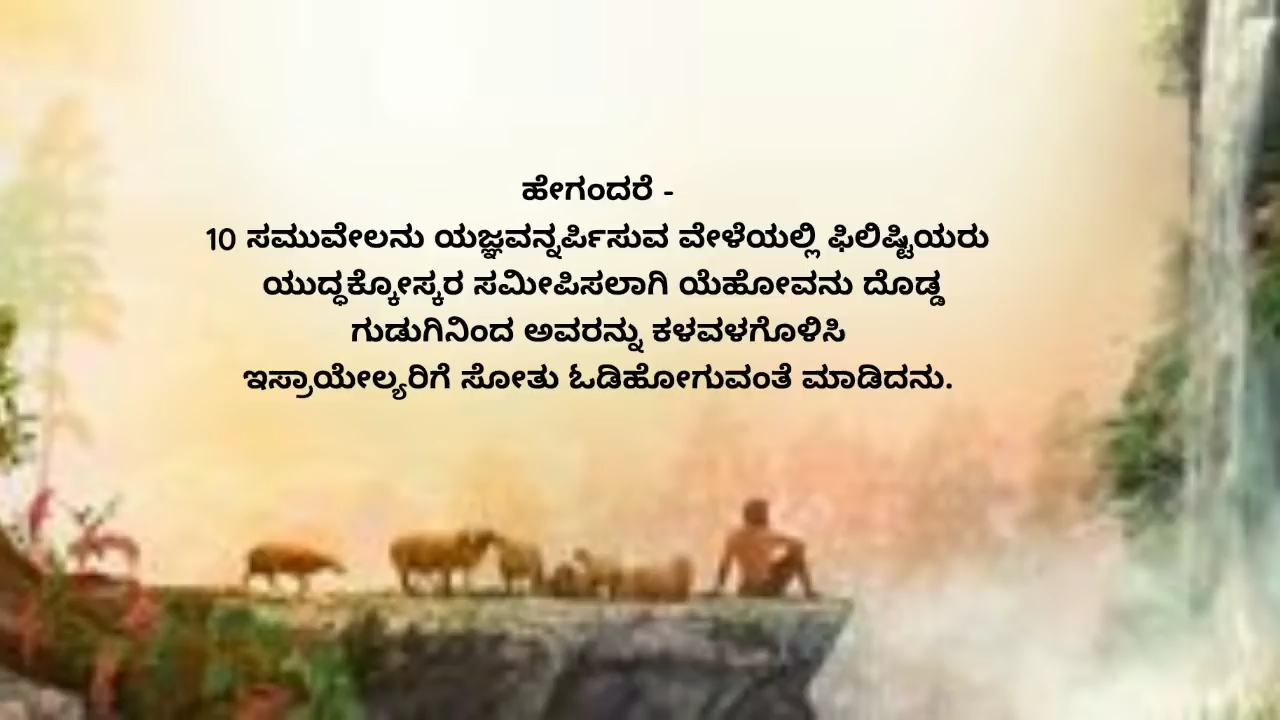 ಹೇಗಂದರೆ -
10 ಸಮುವೇಲನು ಯಜ್ಞವನ್ನರ್ಪಿಸುವ ವೇಳೆಯಲ್ಲಿ ಫಿಲಿಷ್ಟಿಯರು
ಯುದ್ಧಕ್ಕೋಸ್ಕರ ಸಮೀಪಿಸಲಾಗಿ ಯೆಹೋವನು ದೊಡ್ಡ
ಗುಡುಗಿನಿಂದ ಅವರನ್ನು ಕಳವಳಗೊಳಿಸಿ
ಇಸ್ರಾಯೇಲ್ಯರಿಗೆ ಸೋತು ಓಡಿಹೋಗುವಂತೆ ಮಾಡಿದನು.